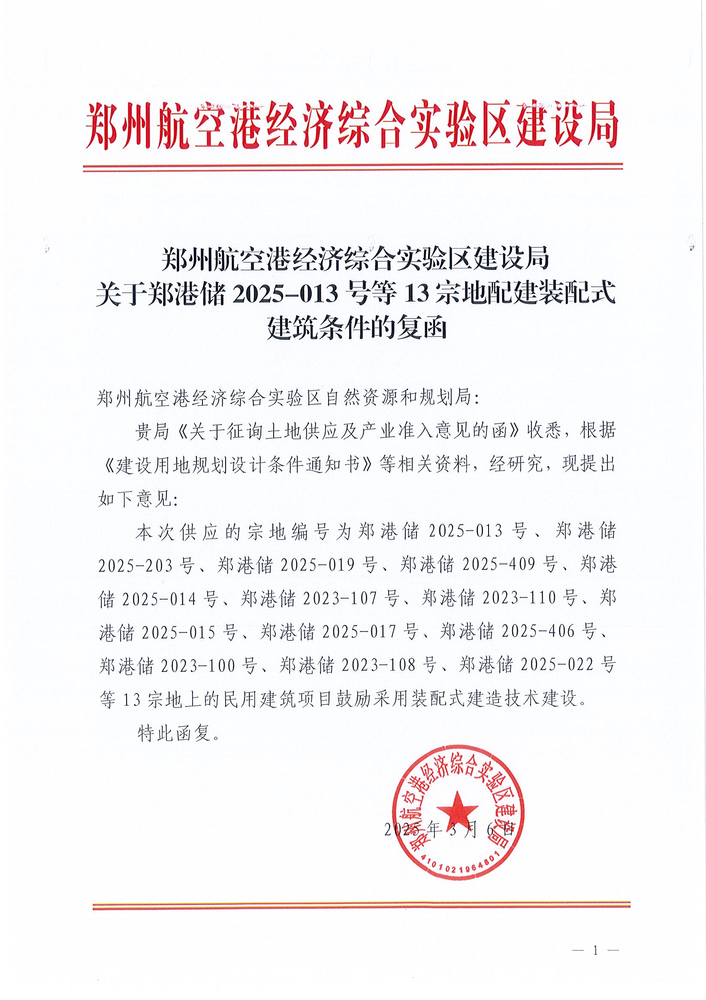 郑州航空港经济综合实验区建设局
郑州航空港经济综合实验区建设局
关于郑港储 2025-013 号等 13 宗地配建装配式
建筑条件的复函
郑州航空港经济综合实验区自然资源和规划局：
贵局《关于征询土地供应及产业准入意见的函》收悉，根据
《建设用地规划设计条件通知书》等相关资料，经研究，现提出
如下意见：
本次供应的宗地编号为郑港储 2025-013 号、郑港储
2025-203 号、郑港储 2025-019 号、郑港储 2025-409 号、郑港
储 2025-014 号、郑港储 2023-107 号、郑港储 2023-110 号、郑
港储 2025-015 号、郑港储 2025-017 号、郑港储 2025-406 号、
郑港储 2023-100 号、郑港储 2023-108 号、郑港储 2025-022 号
等 13 宗地上的民用建筑项目鼓励采用装配式建造技术建设。
特此函复。
郑州航空港经济综合实验区建设局
2025 年 3 月 6 日
4101021964801
— 1 —